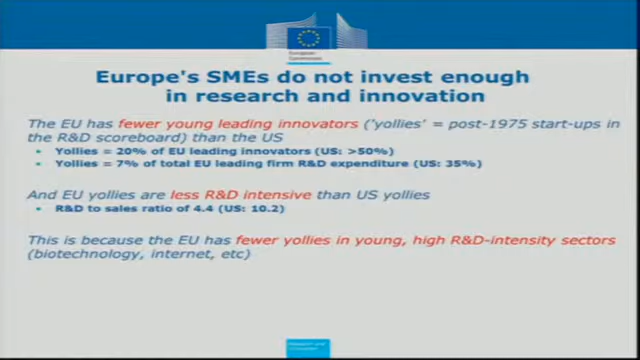 European
Commission
Europe's SMEs do not invest enough
in research and innovation
The EU has fewer young leading innovators ('yollies' = post-1975 start-ups in
the R&D scoreboard) than the US
• Yollies = 20% of EU leading innovators (US: >50%)
• Yollies = 7% of total EU leading firm R&D expenditure (US: 35%)
And EU yollies are less R&D intensive than US yollies
• R&D to sales ratio of 4.4 (US: 10.2)
This is because the EU has fewer yollies in young, high R&D-intensity sectors
(biotechnology, internet, etc)
Research and
Innovation